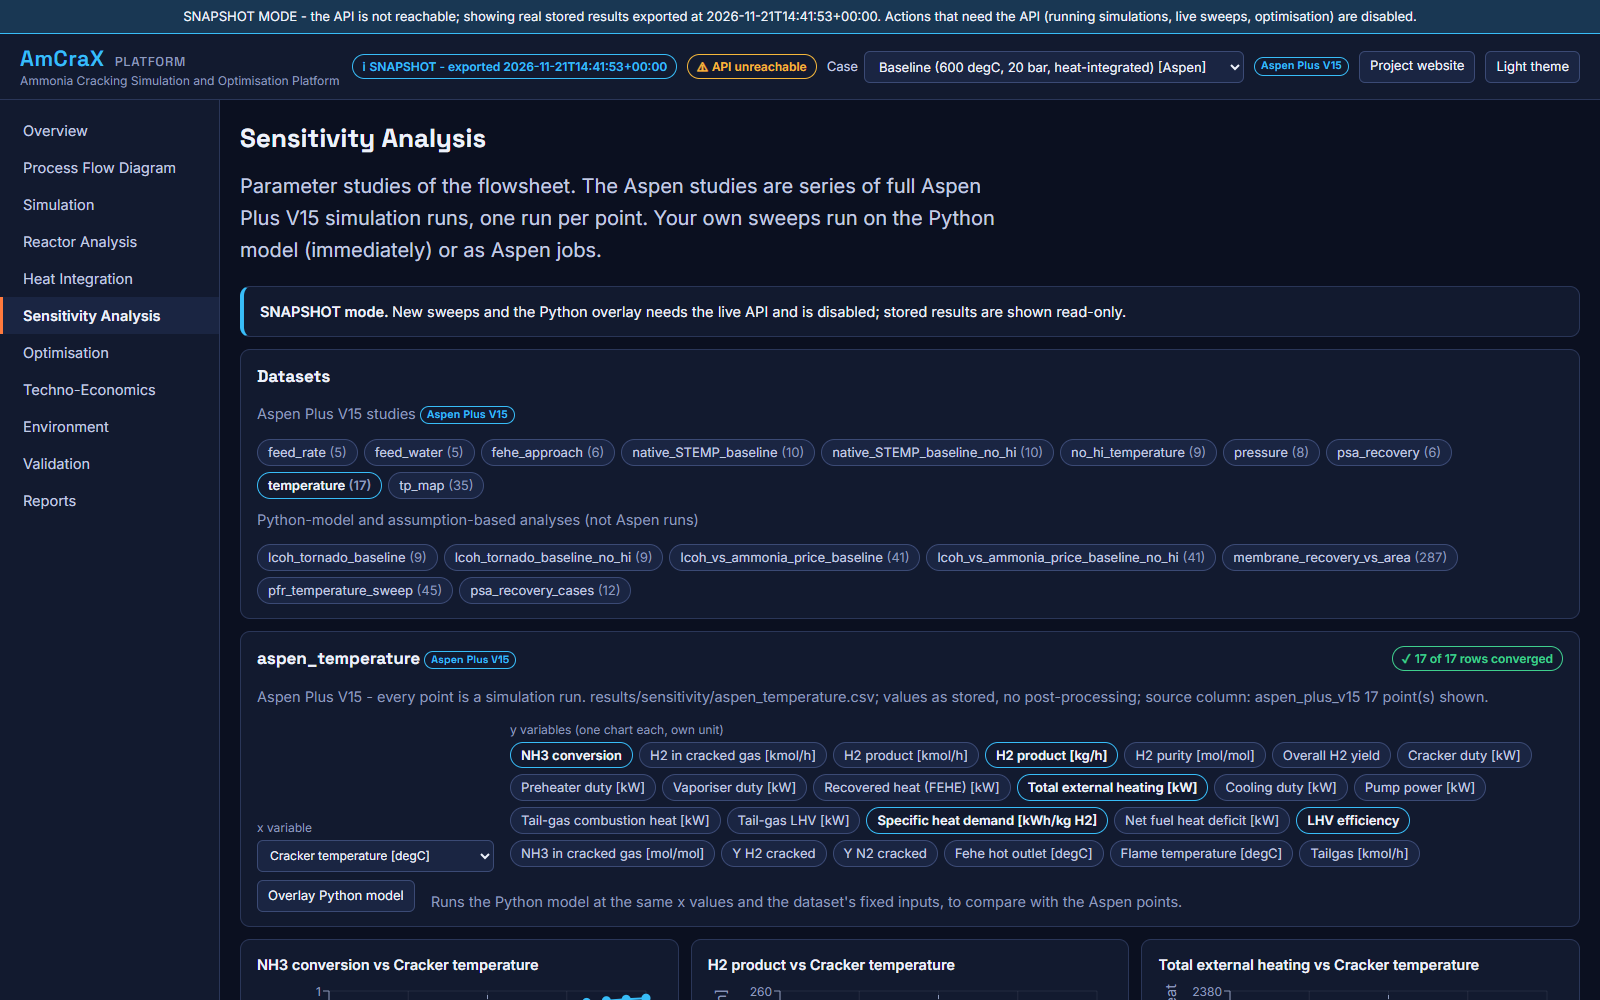 SNAPSHOT MODE - the API is not reachable; showing real stored results exported at 2026-11-21T14:41:53+00:00. Actions that need the API (running simulations, live sweeps, optimisation) are disabled.
AmCraX PLATFORM
Ammonia Cracking Simulation and Optimisation Platform
i SNAPSHOT - exported 2026-11-21T14:41:53+00:00
⚠ API unreachable
Case
Baseline (600 degC, 20 bar, heat-integrated) [Aspen]
Aspen Plus V15
Project website
Light theme
Overview
Process Flow Diagram
Simulation
Reactor Analysis
Heat Integration
Sensitivity Analysis
Optimisation
Techno-Economics
Environment
Validation
Reports
Sensitivity Analysis
Parameter studies of the flowsheet. The Aspen studies are series of full Aspen
Plus V15 simulation runs, one run per point. Your own sweeps run on the Python
model (immediately) or as Aspen jobs.
SNAPSHOT mode. New sweeps and the Python overlay needs the live API and is disabled; stored results are shown read-only.
Datasets
Aspen Plus V15 studies Aspen Plus V15
feed_rate (5) feed_water (5) fehe_approach (6) native_STEMP_baseline (10) native_STEMP_baseline_no_hi (10) no_hi_temperature (9) pressure (8) psa_recovery (6)
temperature (17) tp_map (35)
Python-model and assumption-based analyses (not Aspen runs)
lcoh_tornado_baseline (9) lcoh_tornado_baseline_no_hi (9) lcoh_vs_ammonia_price_baseline (41) lcoh_vs_ammonia_price_baseline_no_hi (41) membrane_recovery_vs_area (287)
pfr_temperature_sweep (45) psa_recovery_cases (12)
aspen_temperature Aspen Plus V15
✓ 17 of 17 rows converged
Aspen Plus V15 - every point is a simulation run. results/sensitivity/aspen_temperature.csv; values as stored, no post-processing; source column: aspen_plus_v15 17 point(s) shown.
y variables (one chart each, own unit)
NH3 conversion H2 in cracked gas [kmol/h] H2 product [kmol/h] H2 product [kg/h] H2 purity [mol/mol] Overall H2 yield Cracker duty [kW]
Preheater duty [kW] Vaporiser duty [kW] Recovered heat (FEHE) [kW] Total external heating [kW] Cooling duty [kW] Pump power [kW]
Tail-gas combustion heat [kW] Tail-gas LHV [kW] Specific heat demand [kWh/kg H2] Net fuel heat deficit [kW] LHV efficiency
NH3 in cracked gas [mol/mol] Y H2 cracked Y N2 cracked Fehe hot outlet [degC] Flame temperature [degC] Tailgas [kmol/h]
x variable
Cracker temperature [degC]
Overlay Python model
Runs the Python model at the same x values and the dataset's fixed inputs, to compare with the Aspen points.
NH3 conversion vs Cracker temperature
1
H2 product vs Cracker temperature
260
Total external heating vs Cracker temperature
2380